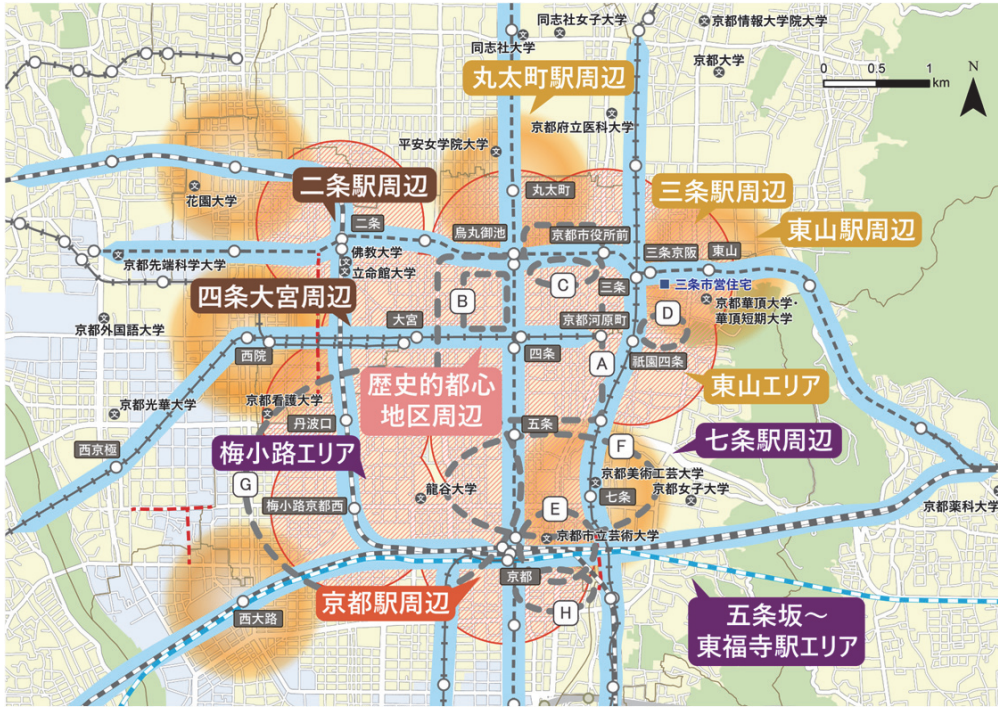 同志社女子大学
京都情報大学院大学
同志社大学
京都大学
0 0.5 1
km
N
丸太町駅周辺
京都府立医科大学
平安女学院大学
二条駅周辺
丸太町
三条駅周辺
花園大学
二条
烏丸御池
京都市役所前
東山駅周辺
佛教大学
三条京阪
東山
京都先端科学大学
立命館大学
B
C
三条
三条市営住宅
四条大宮周辺
京都華頂大学・
華頂短期大学
京都外国語大学
大宮
京都河原町
D
西院
四条
A
祇園四条
歴史的都心
地区周辺
東山エリア
京都光華大学
京都看護大学
丹波口
五条
F
七条駅周辺
西京極
梅小路エリア
京都美術工芸大学
G
龍谷大学
七条
京都女子大学
梅小路京都西
E
京都薬科大学
京都市立芸術大学
京都
京都駅周辺
西大路
H
五条坂~
東福寺駅エリア